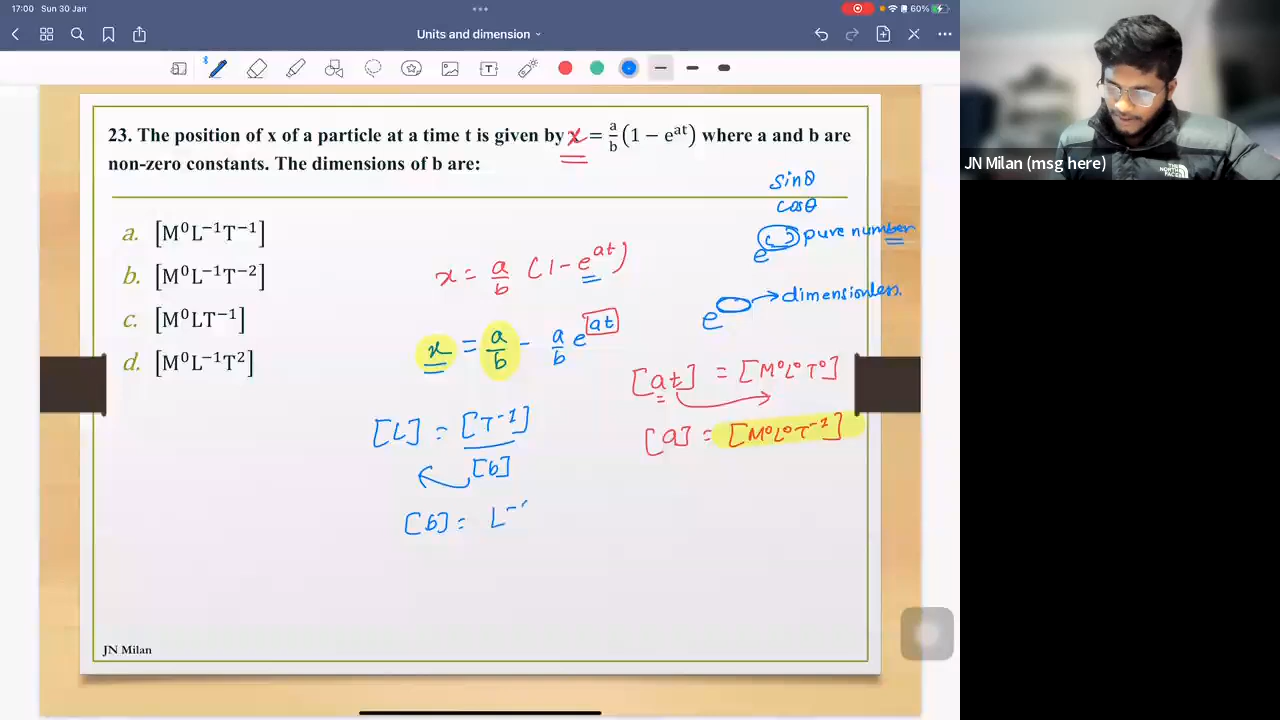 17:00 Sun 30 Jan
60%
Units and dimension
T
23. The position of x of a particle at a time t is given by x = a/b (1 − e^at) where a and b are
non-zero constants. The dimensions of b are:
a. [M⁰L⁻¹T⁻¹]
b. [M⁰L⁻¹T⁻²]
c. [M⁰LT⁻¹]
d. [M⁰L⁻¹T²]
sinθ
cosθ
e pure number
e → dimensionless.
x = a/b (1 − e^at)
x = a/b − a/b e^at
[at] = [M⁰L⁰T⁰]
[a] = [M⁰L⁰T⁻¹]
[L] = [T⁻¹]
[b]
[b] = L⁻
JN Milan
JN Milan (msg here)
THE NORTH FACE